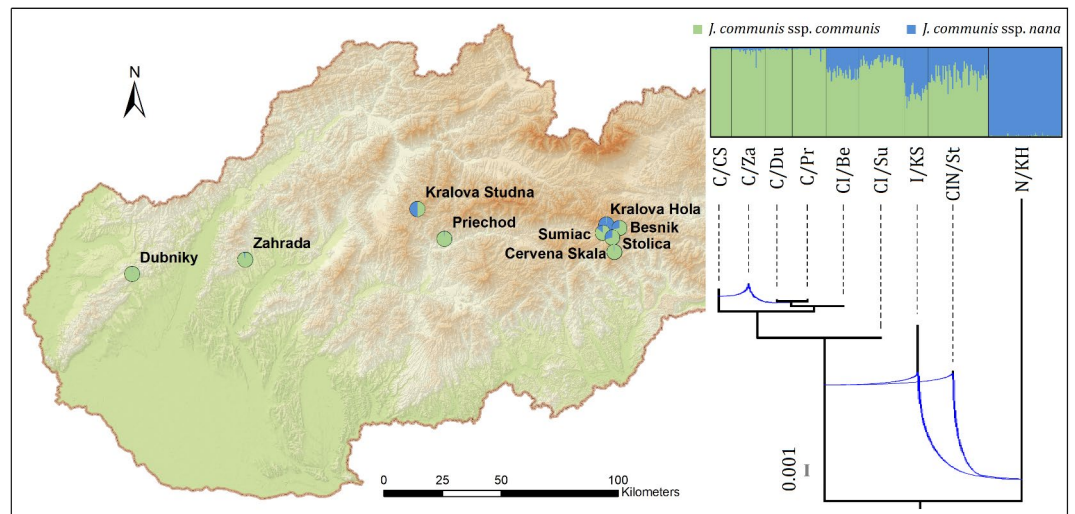 J. communis ssp. communis
J. communis ssp. nana
N
C/CS
C/Za
C/Du
C/Pr
CI/Be
CI/Su
I/KS
CIN/St
N/KH
Kralova Studna
Priechod
Kralova Hola
Besnik
Sumiac
Stolica
Cervena Skala
Zahrada
Dubniky
0.001
0 25 50 100
Kilometers